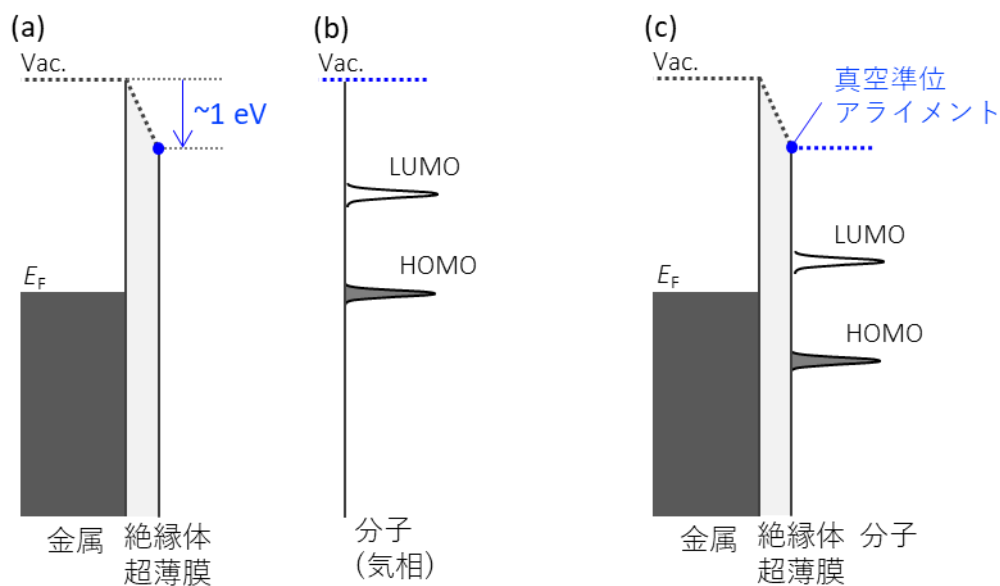 (a)
Vac.
~1 eV
E_F
金属
絶縁体
超薄膜
(b)
Vac.
LUMO
HOMO
分子
(気相)
(c)
Vac.
真空準位
アライメント
LUMO
E_F
HOMO
金属
絶縁体
超薄膜
分子